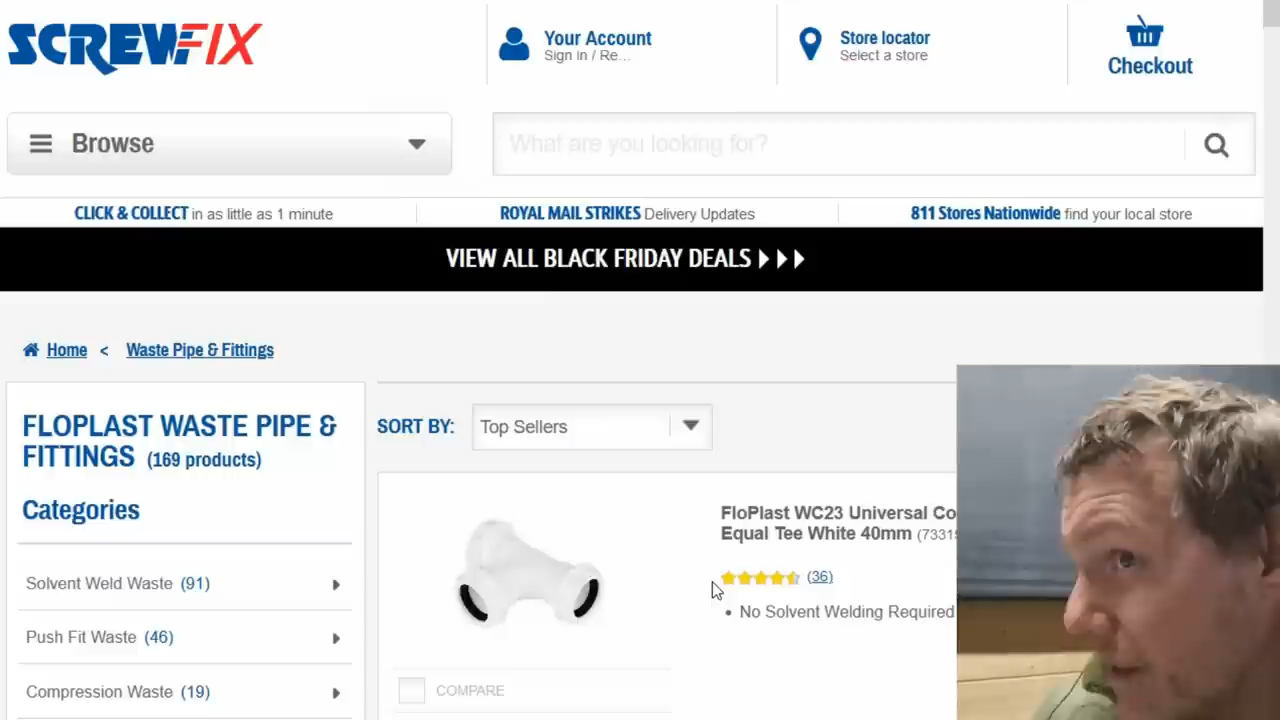 SCREWFIX
Your Account
Sign in / Re...
Store locator
Select a store
Checkout
Browse
What are you looking for?
CLICK & COLLECT in as little as 1 minute
ROYAL MAIL STRIKES Delivery Updates
811 Stores Nationwide find your local store
VIEW ALL BLACK FRIDAY DEALS
Home < Waste Pipe & Fittings
FLOPLAST WASTE PIPE &
FITTINGS (169 products)
Categories
Solvent Weld Waste (91)
Push Fit Waste (46)
Compression Waste (19)
SORT BY: Top Sellers
FloPlast WC23 Universal Co
Equal Tee White 40mm (7331
(36)
• No Solvent Welding Required
COMPARE